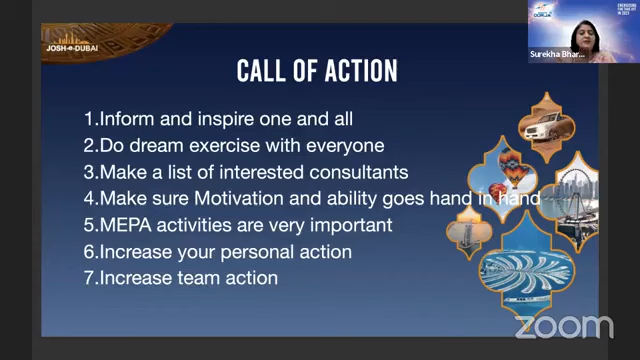 JOSH-e-DUBAI
CALL OF ACTION
1.Inform and inspire one and all
2.Do dream exercise with everyone
3.Make a list of interested consultants
4.Make sure Motivation and ability goes hand in hand
5.MEPA activities are very important
6.Increase your personal action
7.Increase team action
Surekha Bhar...
zoom